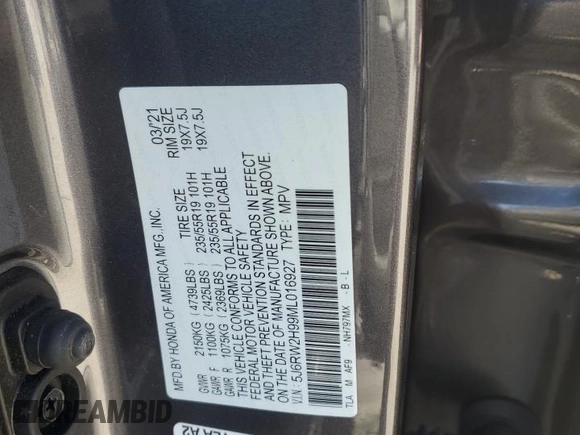 MFD.BY HONDA OF AMERICA MFG.,INC. 03/'21
TIRE SIZE RIM SIZE
GVWR 2150KG ( 4739LBS ) 235/55R19 101H 19X7.5J
GAWR F 1100KG ( 2425LBS ) 235/55R19 101H 19X7.5J
GAWR R 1075KG ( 2369LBS )
THIS VEHICLE CONFORMS TO ALL APPLICABLE
FEDERAL MOTOR VEHICLE SAFETY
AND THEFT PREVENTION STANDARDS IN EFFECT
ON THE DATE OF MANUFACTURE SHOWN ABOVE.
V.I.N: 5J6RW2H99ML016927 TYPE: MPV
TLA M AF9 NH797MX - B - L
TLA A2
SCREAMBID